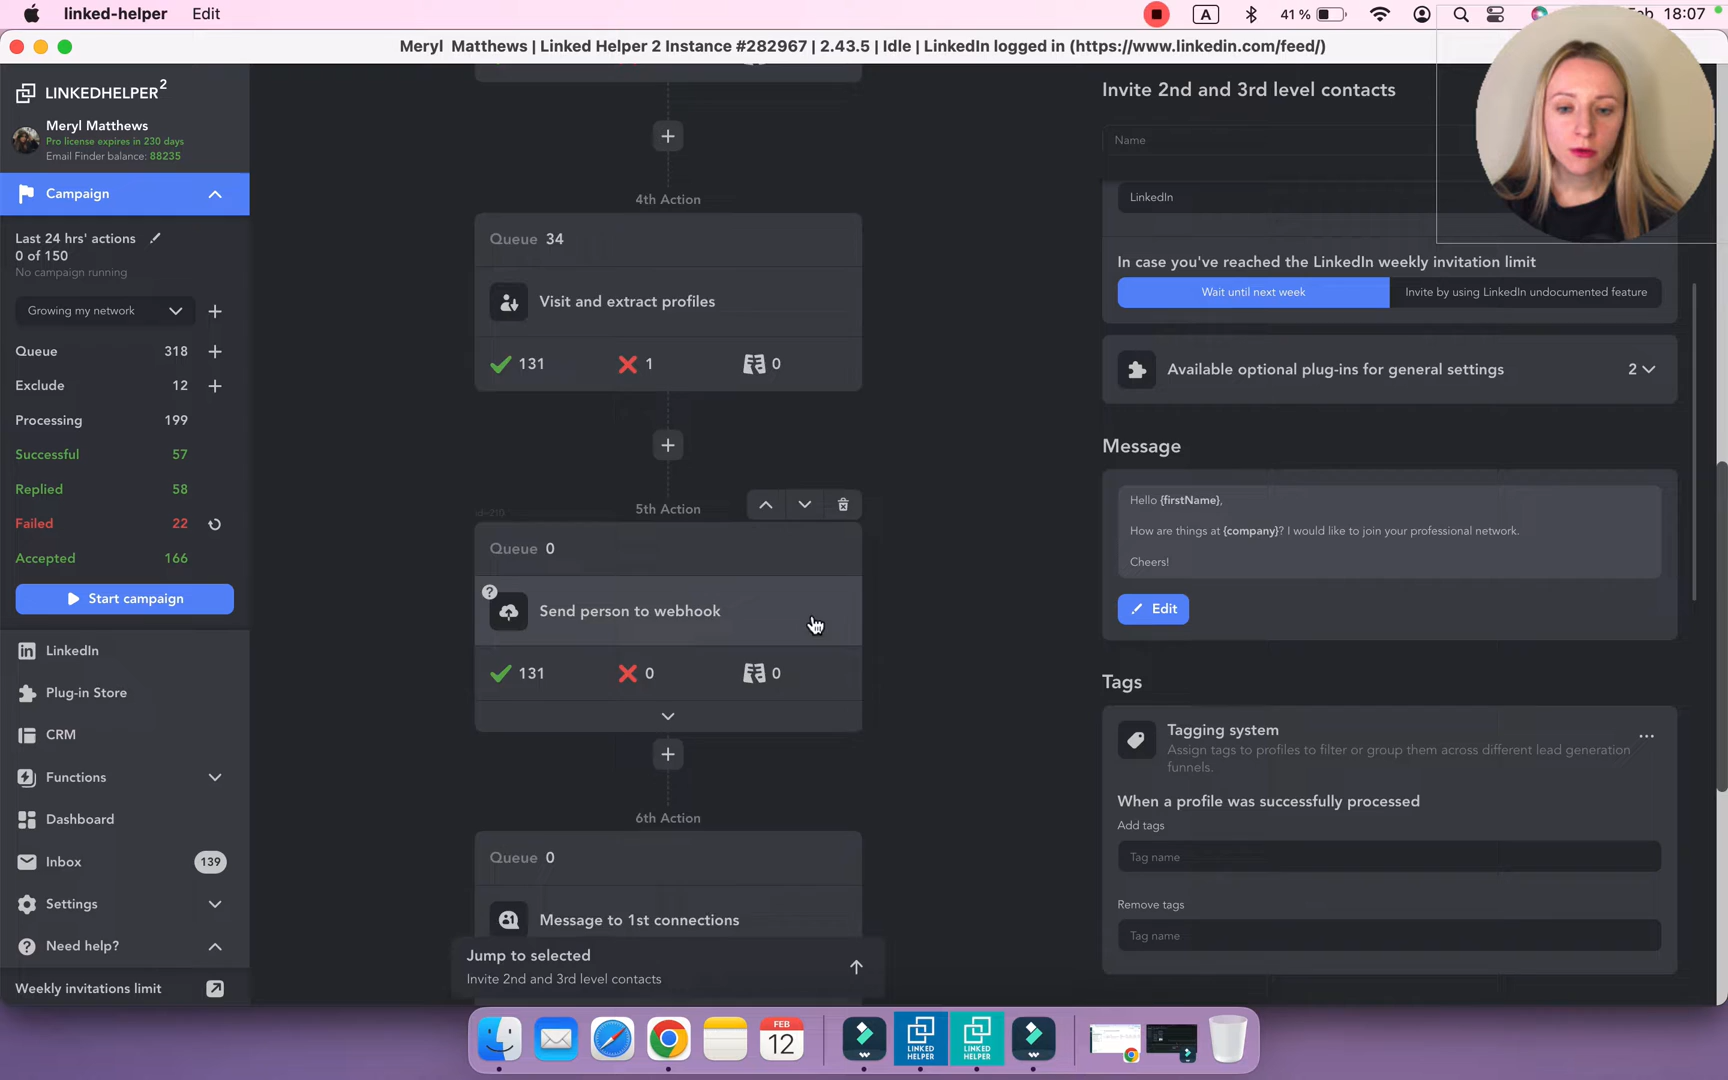 linked-helper Edit A 41 % 18:07
Meryl Matthews | Linked Helper 2 Instance #282967 | 2.43.5 | Idle | LinkedIn logged in (https://www.linkedin.com/feed/)
LINKEDHELPER2
Meryl Matthews
Pro license expires in 230 days
Email Finder balance: 88235
Campaign
Last 24 hrs' actions
0 of 150
No campaign running
Growing my network
Queue 318
Exclude 12
Processing 199
Successful 57
Replied 58
Failed 22
Accepted 166
Start campaign
LinkedIn
Plug-in Store
CRM
Functions
Dashboard
Inbox 139
Settings
Need help?
Weekly invitations limit
4th Action
Queue 34
Visit and extract profiles
131 1 0
5th Action
id=210
Queue 0
?
Send person to webhook
131 0 0
6th Action
Queue 0
Message to 1st connections
Jump to selected
Invite 2nd and 3rd level contacts
Invite 2nd and 3rd level contacts
Name
LinkedIn
In case you've reached the LinkedIn weekly invitation limit
Wait until next week Invite by using LinkedIn undocumented feature
Available optional plug-ins for general settings 2
Message
Hello {firstName},
How are things at {company}? I would like to join your professional network.
Cheers!
Edit
Tags
Tagging system
Assign tags to profiles to filter or group them across different lead generation
funnels.
When a profile was successfully processed
Add tags
Tag name
Remove tags
Tag name
FEB
12
LINKED
HELPER
LINKED
HELPER